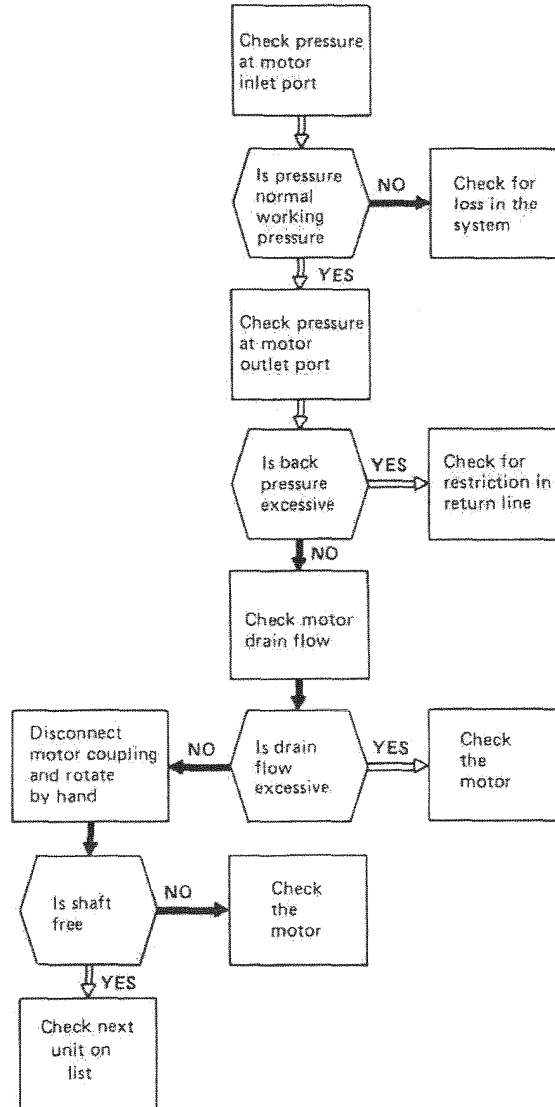 Check pressure
at motor
inlet port
Is pressure
normal
working
pressure
NO
Check for
loss in the
system
YES
Check pressure
at motor
outlet port
Is back
pressure
excessive
YES
Check for
restriction in
return line
NO
Check motor
drain flow
Disconnect
motor coupling
and rotate
by hand
NO
Is drain
flow
excessive
YES
Check
the
motor
Is shaft
free
NO
Check
the
motor
YES
Check next
unit on
list